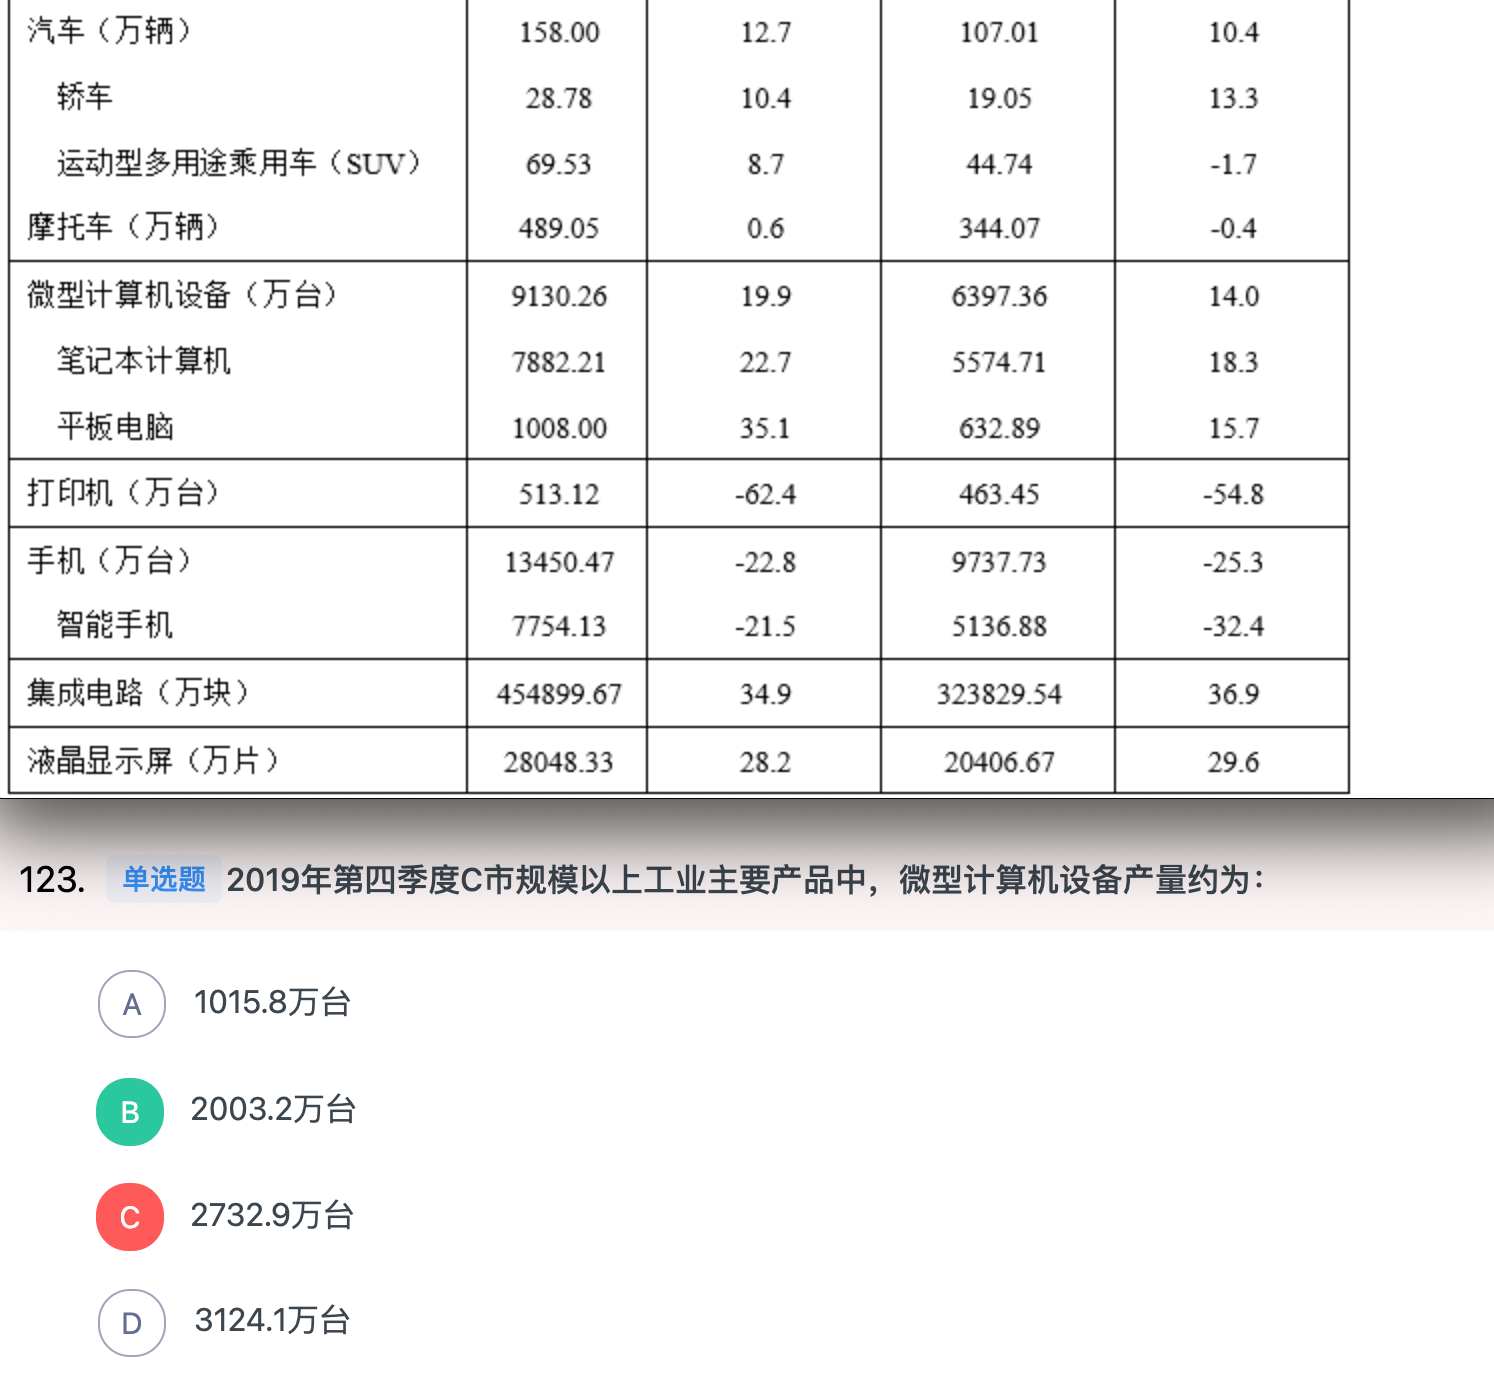 汽车（万辆） 158.00 12.7 107.01 10.4
轿车 28.78 10.4 19.05 13.3
运动型多用途乘用车（SUV） 69.53 8.7 44.74 -1.7
摩托车（万辆） 489.05 0.6 344.07 -0.4
微型计算机设备（万台） 9130.26 19.9 6397.36 14.0
笔记本计算机 7882.21 22.7 5574.71 18.3
平板电脑 1008.00 35.1 632.89 15.7
打印机（万台） 513.12 -62.4 463.45 -54.8
手机（万台） 13450.47 -22.8 9737.73 -25.3
智能手机 7754.13 -21.5 5136.88 -32.4
集成电路（万块） 454899.67 34.9 323829.54 36.9
液晶显示屏（万片） 28048.33 28.2 20406.67 29.6
123. 单选题 2019年第四季度C市规模以上工业主要产品中，微型计算机设备产量约为：
A 1015.8万台
B 2003.2万台
C 2732.9万台
D 3124.1万台